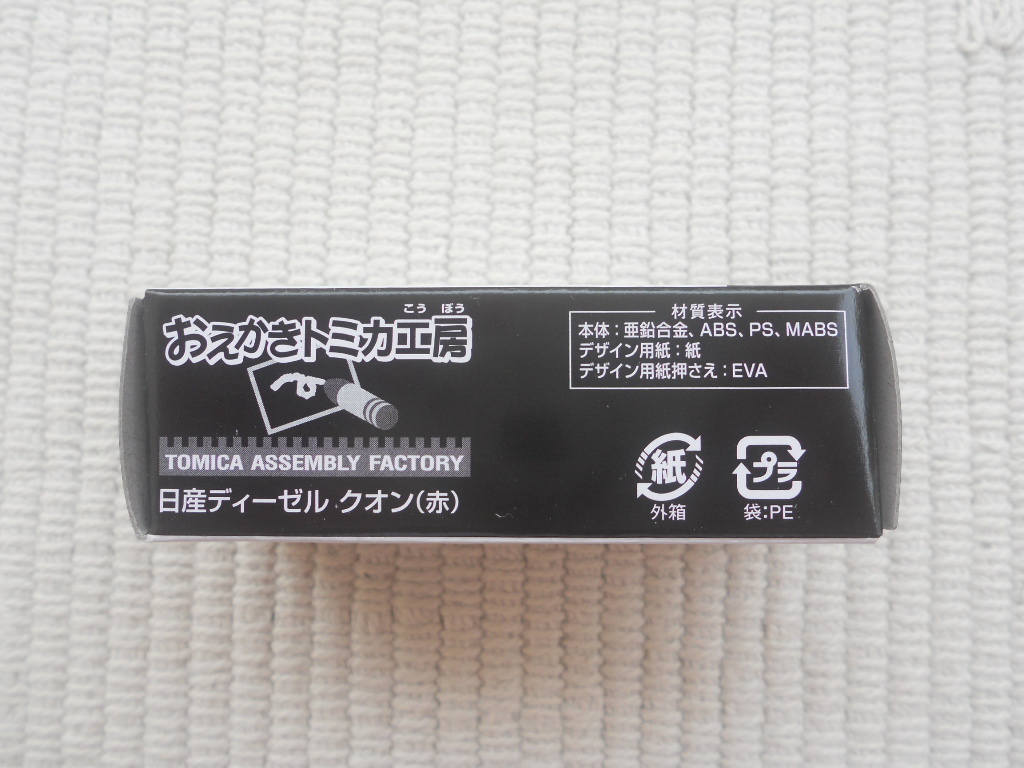 こう ぼう
おえかきトミカ工房
TOMICA ASSEMBLY FACTORY
日産ディーゼル クオン(赤)
材質表示
本体:亜鉛合金、ABS、PS、MABS
デザイン用紙:紙
デザイン用紙押さえ:EVA
紙
外箱
プラ
袋:PE